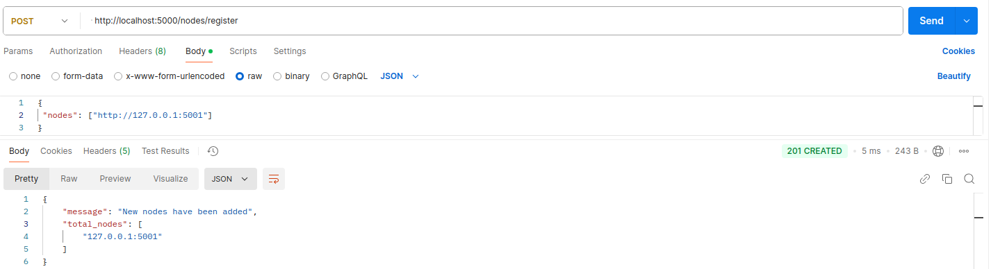 POST http://localhost:5000/nodes/register Send
Params Authorization Headers (8) Body Scripts Settings Cookies
none form-data x-www-form-urlencoded raw binary GraphQL JSON Beautify
1 {
2 "nodes": ["http://127.0.0.1:5001"]
3 }
Body Cookies Headers (5) Test Results 201 CREATED 5 ms 243 B
Pretty Raw Preview Visualize JSON
1 {
2 "message": "New nodes have been added",
3 "total_nodes": [
4 "127.0.0.1:5001"
5 ]
6 }